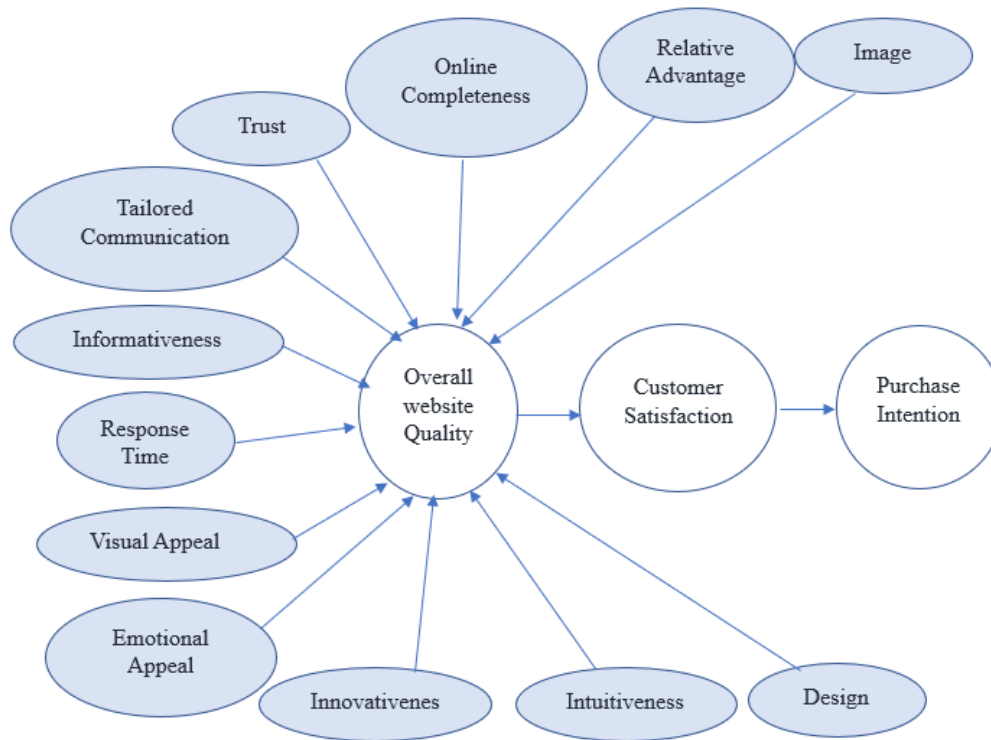 Online
Completeness
Relative
Advantage
Image
Trust
Tailored
Communication
Informativeness
Response
Time
Visual Appeal
Emotional
Appeal
Innovativenes
Intuitiveness
Design
Overall
website
Quality
Customer
Satisfaction
Purchase
Intention